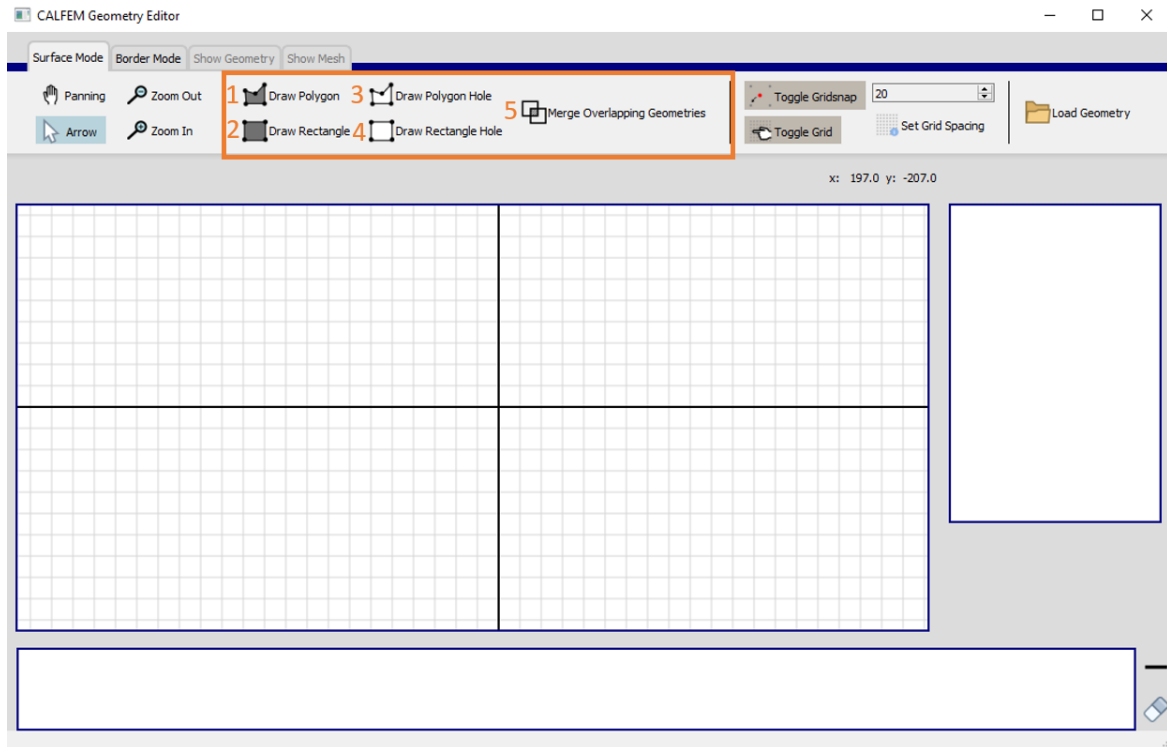 CALFEM Geometry Editor
Surface Mode Border Mode Show Geometry Show Mesh
Panning Zoom Out 1 Draw Polygon 3 Draw Polygon Hole 5 Merge Overlapping Geometries Toggle Gridsnap 20 Load Geometry
Arrow Zoom In 2 Draw Rectangle 4 Draw Rectangle Hole Toggle Grid Set Grid Spacing
x: 197.0 y: -207.0